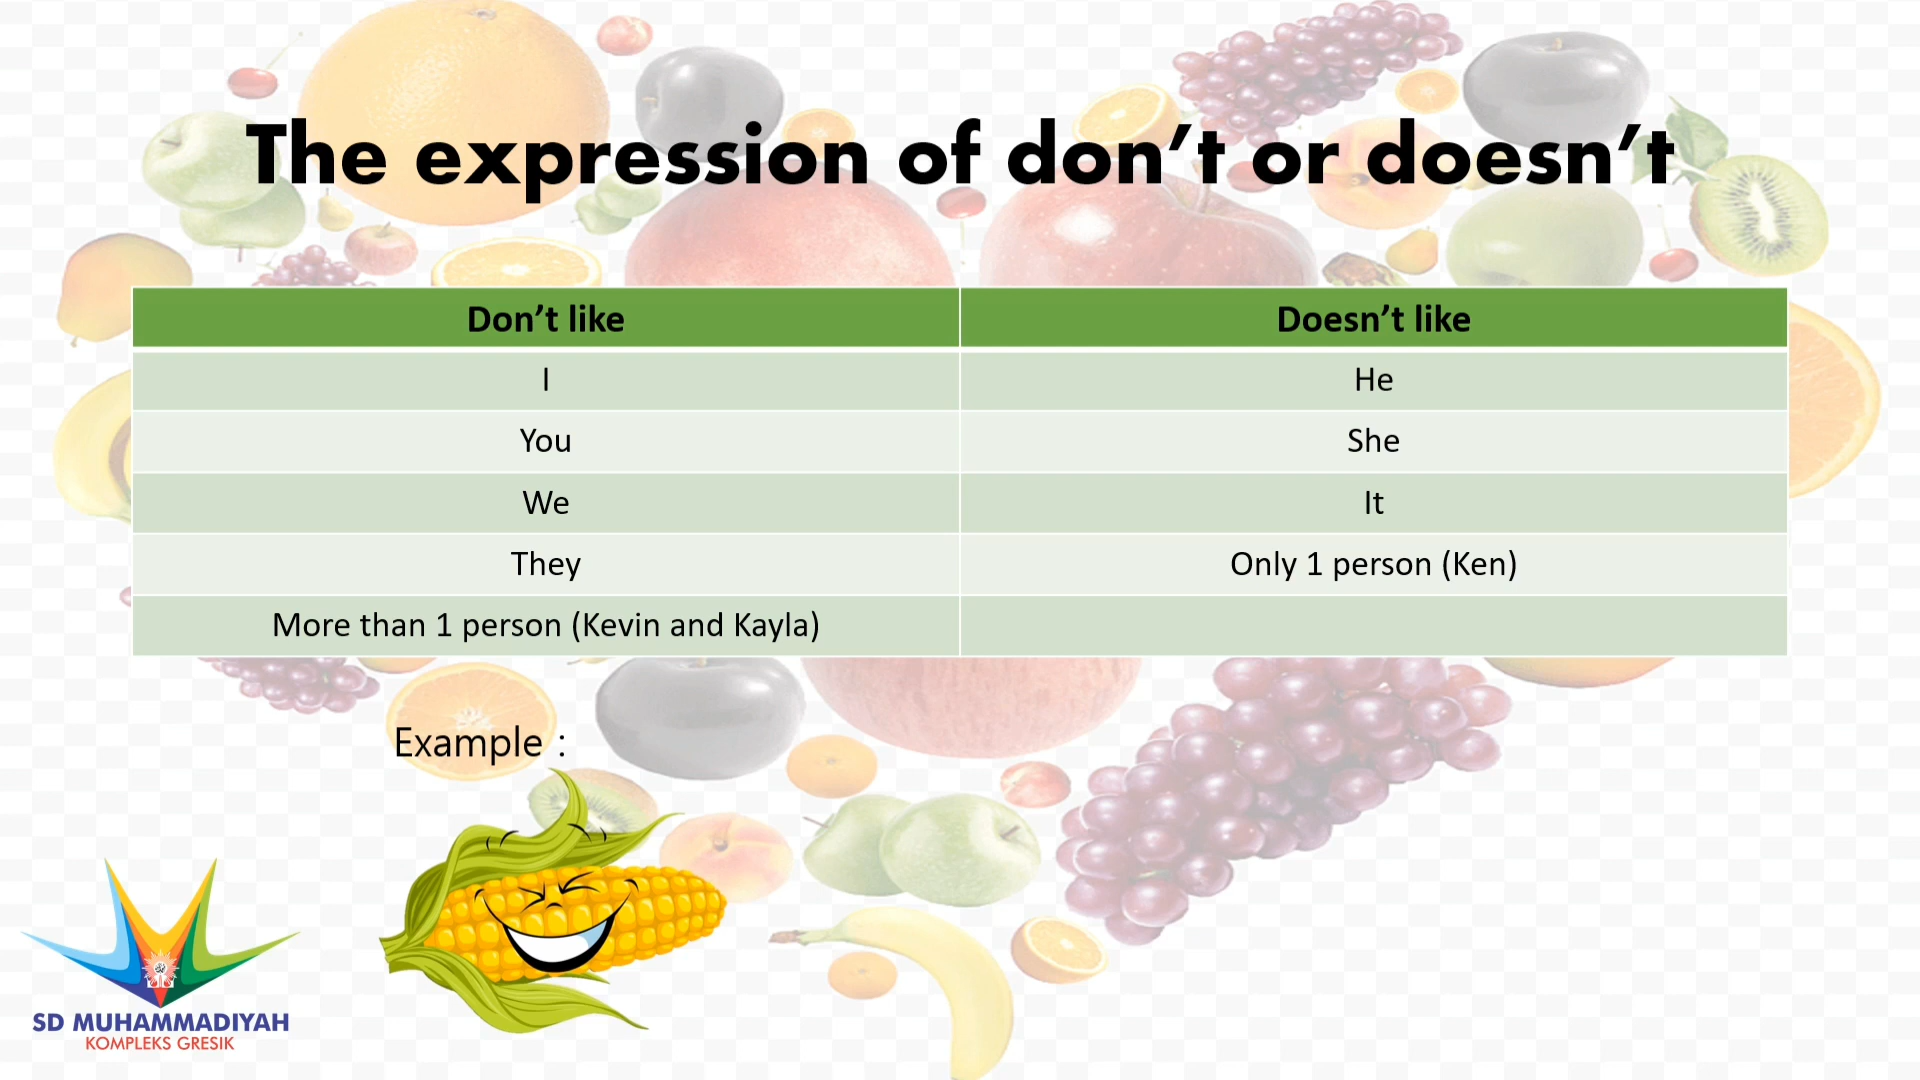 The expression of don’t or doesn’t
Don’t like Doesn’t like
I He
You She
We It
They Only 1 person (Ken)
More than 1 person (Kevin and Kayla)
Example :
SD MUHAMMADIYAH
KOMPLEKS GRESIK